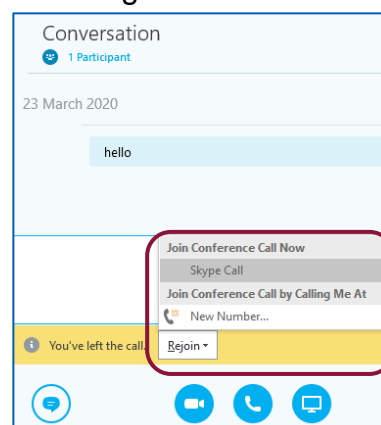 Conversation
1 Participant
23 March 2020
hello
Join Conference Call Now
Skype Call
Join Conference Call by Calling Me At
New Number...
You've left the call. Rejoin